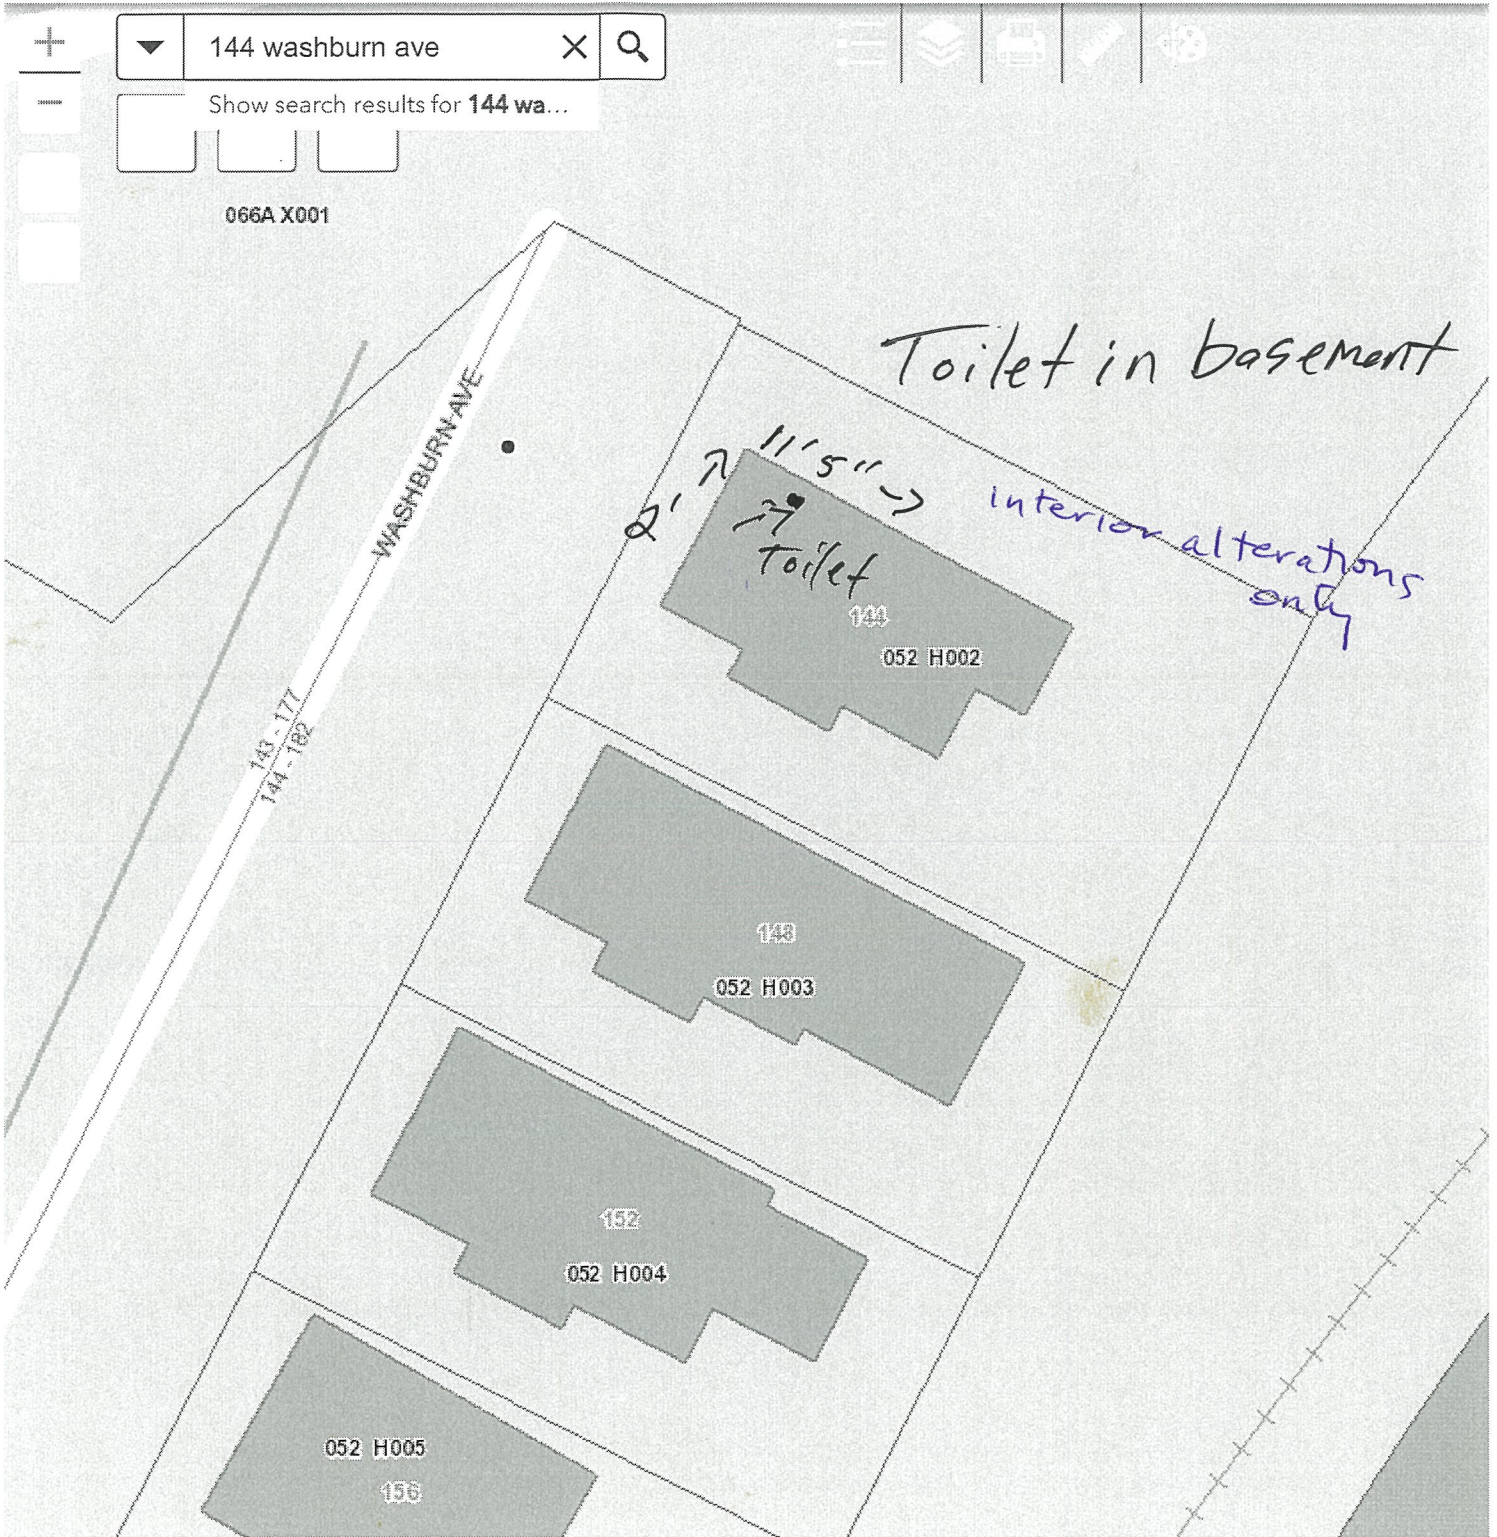 144 washburn ave
Show search results for 144 wa...
066A X001
Toilet in basement
WASHBURN AVE
11'5" ->
2'
Toilet
interior alterations
only
144
052 H002
143 - 177
144 - 182
148
052 H003
152
052 H004
052 H005
156